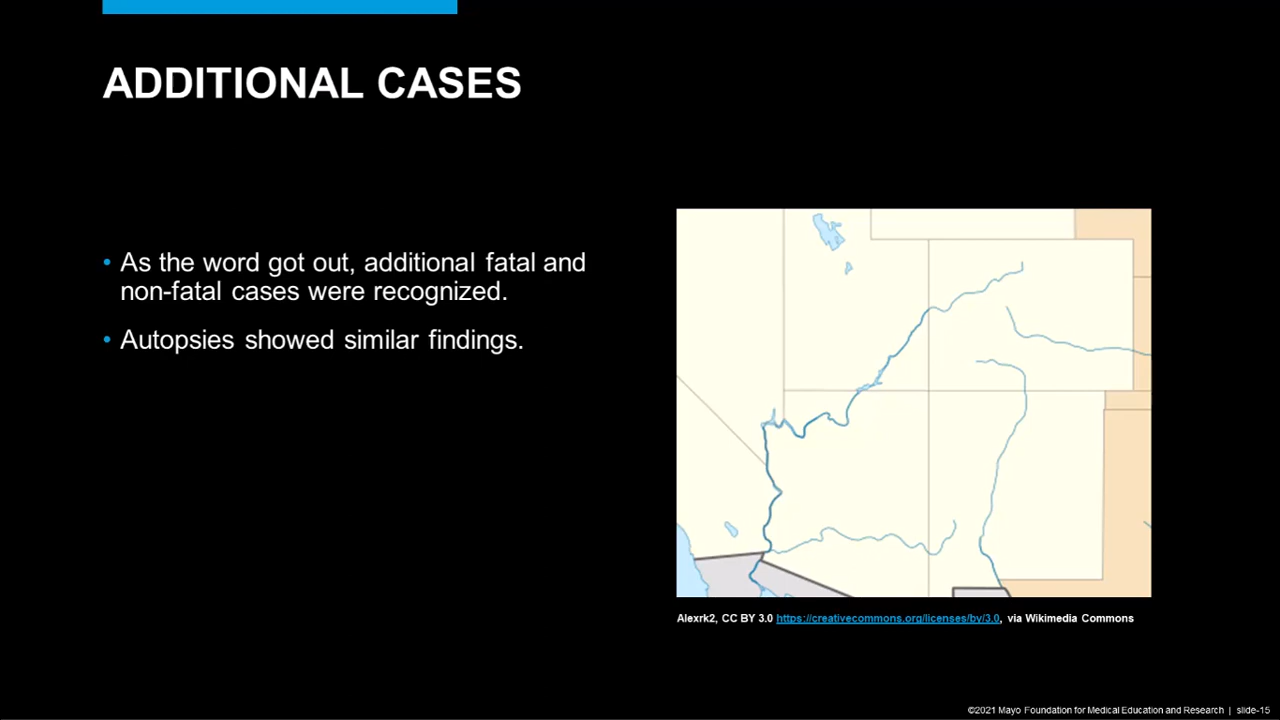 ADDITIONAL CASES
• As the word got out, additional fatal and
non-fatal cases were recognized.
• Autopsies showed similar findings.
Alexrk2, CC BY 3.0 https://creativecommons.org/licenses/by/3.0, via Wikimedia Commons
©2021 Mayo Foundation for Medical Education and Research | slide-15